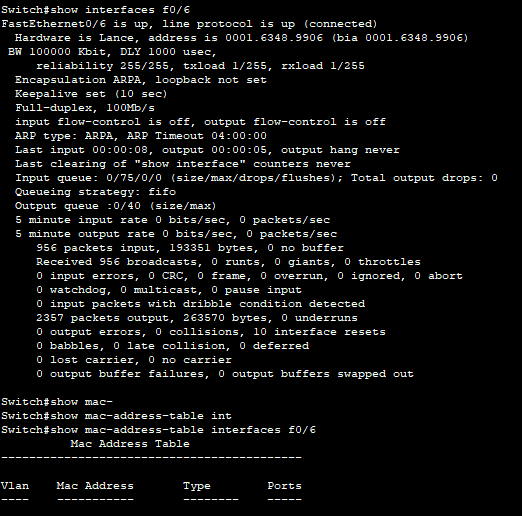 Switch#show interfaces f0/6
FastEthernet0/6 is up, line protocol is up (connected)
  Hardware is Lance, address is 0001.6348.9906 (bia 0001.6348.9906)
 BW 100000 Kbit, DLY 1000 usec,
     reliability 255/255, txload 1/255, rxload 1/255
  Encapsulation ARPA, loopback not set
  Keepalive set (10 sec)
  Full-duplex, 100Mb/s
  input flow-control is off, output flow-control is off
  ARP type: ARPA, ARP Timeout 04:00:00
  Last input 00:00:08, output 00:00:05, output hang never
  Last clearing of "show interface" counters never
  Input queue: 0/75/0/0 (size/max/drops/flushes); Total output drops: 0
  Queueing strategy: fifo
  Output queue :0/40 (size/max)
  5 minute input rate 0 bits/sec, 0 packets/sec
  5 minute output rate 0 bits/sec, 0 packets/sec
     956 packets input, 193351 bytes, 0 no buffer
     Received 956 broadcasts, 0 runts, 0 giants, 0 throttles
     0 input errors, 0 CRC, 0 frame, 0 overrun, 0 ignored, 0 abort
     0 watchdog, 0 multicast, 0 pause input
     0 input packets with dribble condition detected
     2357 packets output, 263570 bytes, 0 underruns
     0 output errors, 0 collisions, 10 interface resets
     0 babbles, 0 late collision, 0 deferred
     0 lost carrier, 0 no carrier
     0 output buffer failures, 0 output buffers swapped out
Switch#show mac-
Switch#show mac-address-table int
Switch#show mac-address-table interfaces f0/6
          Mac Address Table
-------------------------------------------
Vlan    Mac Address       Type        Ports
----    -----------       --------    -----